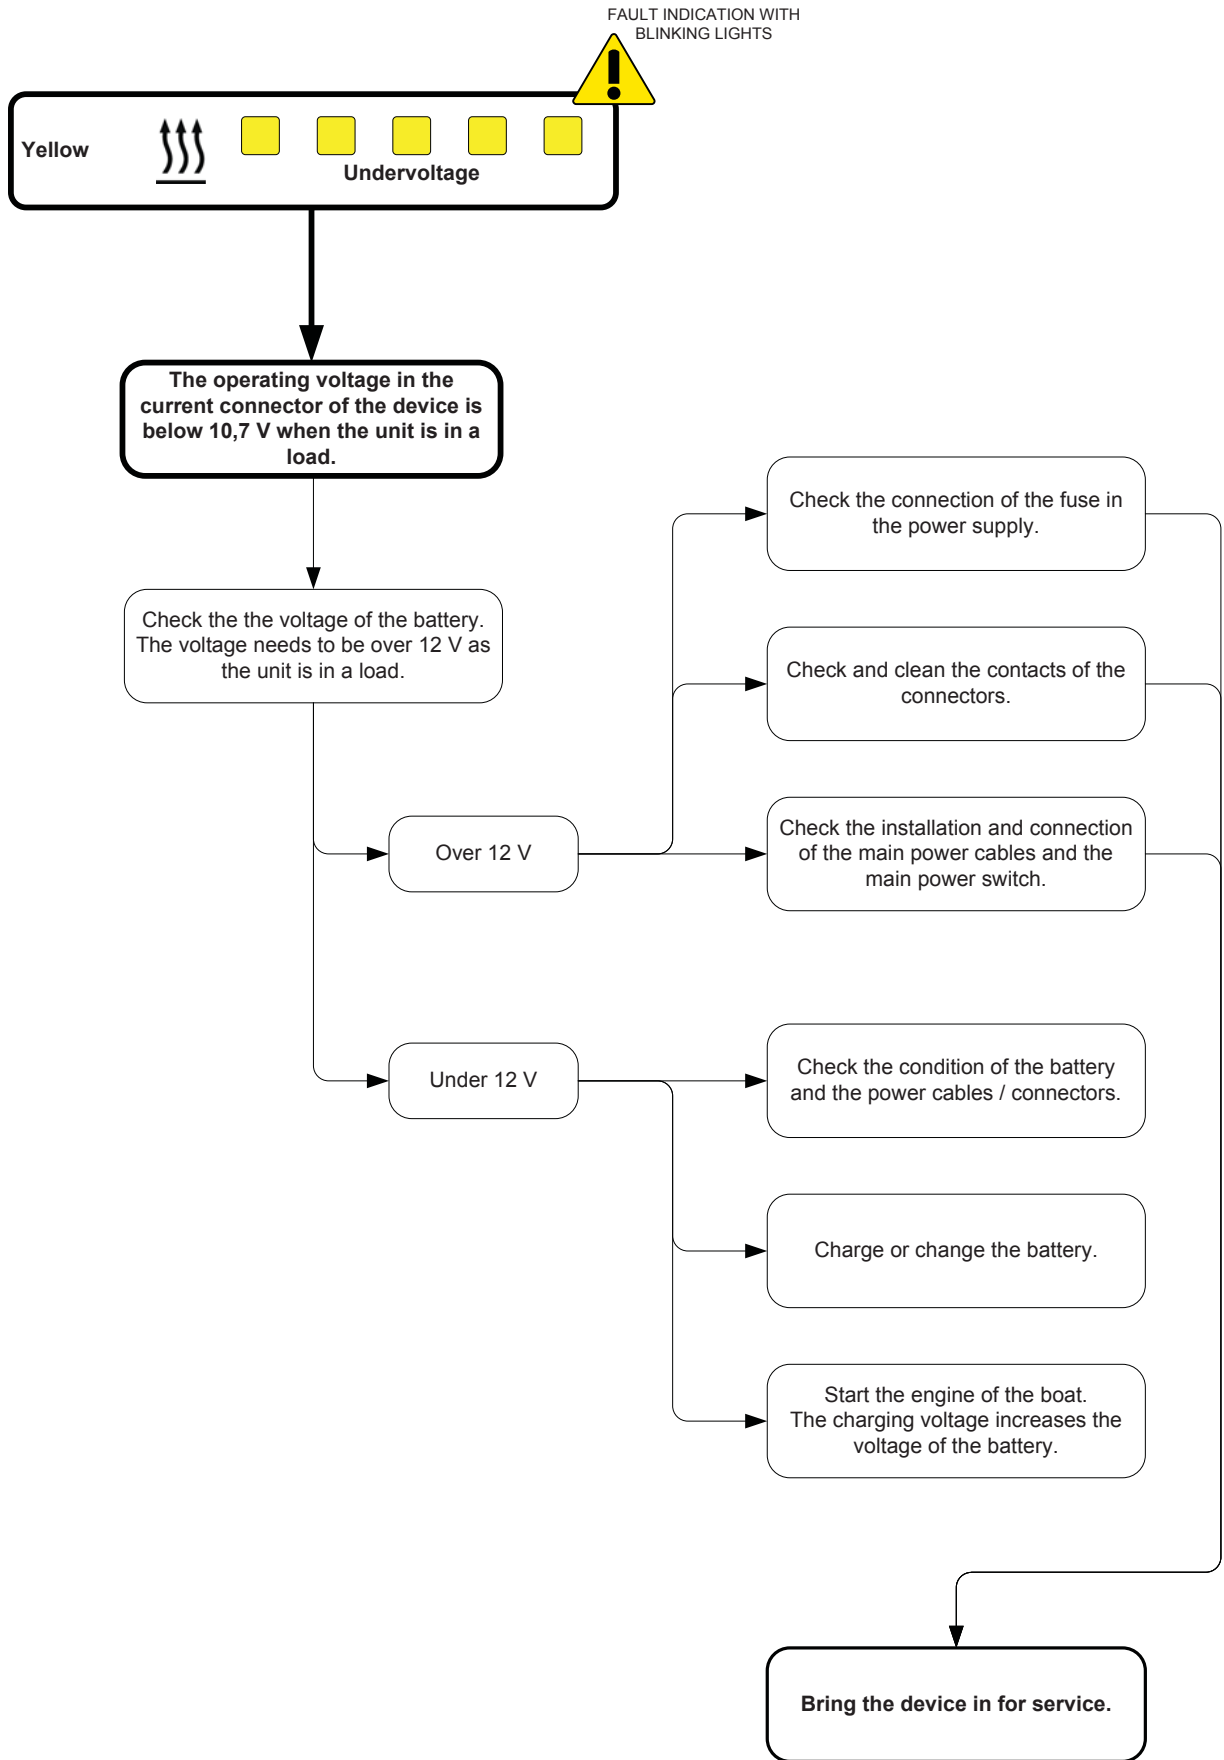 FAULT INDICATION WITH
BLINKING LIGHTS
Yellow
Undervoltage
The operating voltage in the
current connector of the device is
below 10,7 V when the unit is in a
load.
Check the the voltage of the battery.
The voltage needs to be over 12 V as
the unit is in a load.
Over 12 V
Check the connection of the fuse in
the power supply.
Check and clean the contacts of the
connectors.
Check the installation and connection
of the main power cables and the
main power switch.
Under 12 V
Check the condition of the battery
and the power cables / connectors.
Charge or change the battery.
Start the engine of the boat.
The charging voltage increases the
voltage of the battery.
Bring the device in for service.